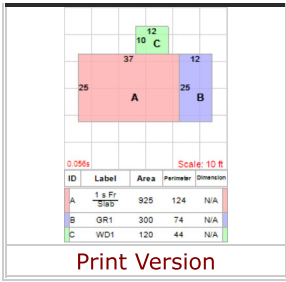 12
10 C
37 12
25 25
A B
0.056s Scale: 10 ft
ID Label Area Perimeter Dimension
A 1 s Fr 925 124 N/A
Slab
B GR1 300 74 N/A
C WD1 120 44 N/A
Print Version